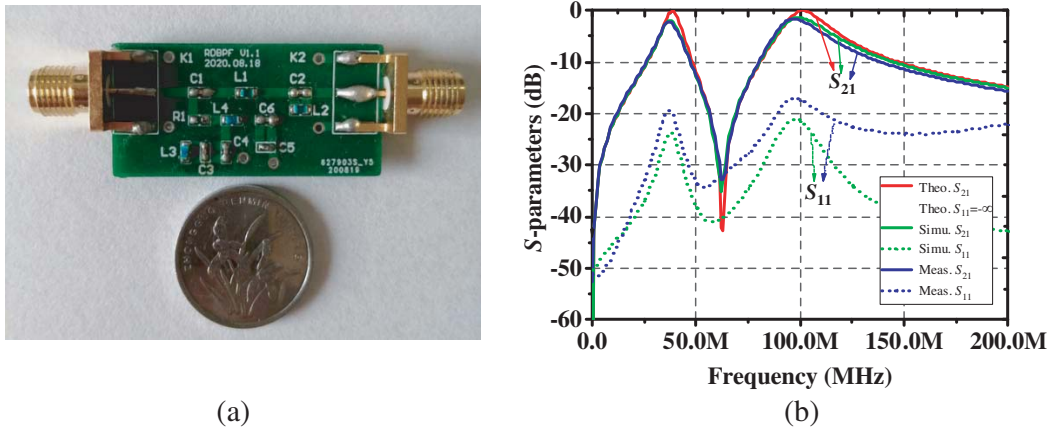 RDBPF V1.1
2020.08.18
K1
K2
C1
L1
C2
R1
L4
C6
L2
L3
C3
C4
C5
6279035_Y5
200819
0
-10
-20
-30
-40
-50
-60
S-parameters (dB)
S21
S11
Theo. S21
Theo. S11=-∞
Simu. S21
Simu. S11
Meas. S21
Meas. S11
0.0
50.0M
100.0M
150.0M
200.0M
Frequency (MHz)
(a)
(b)